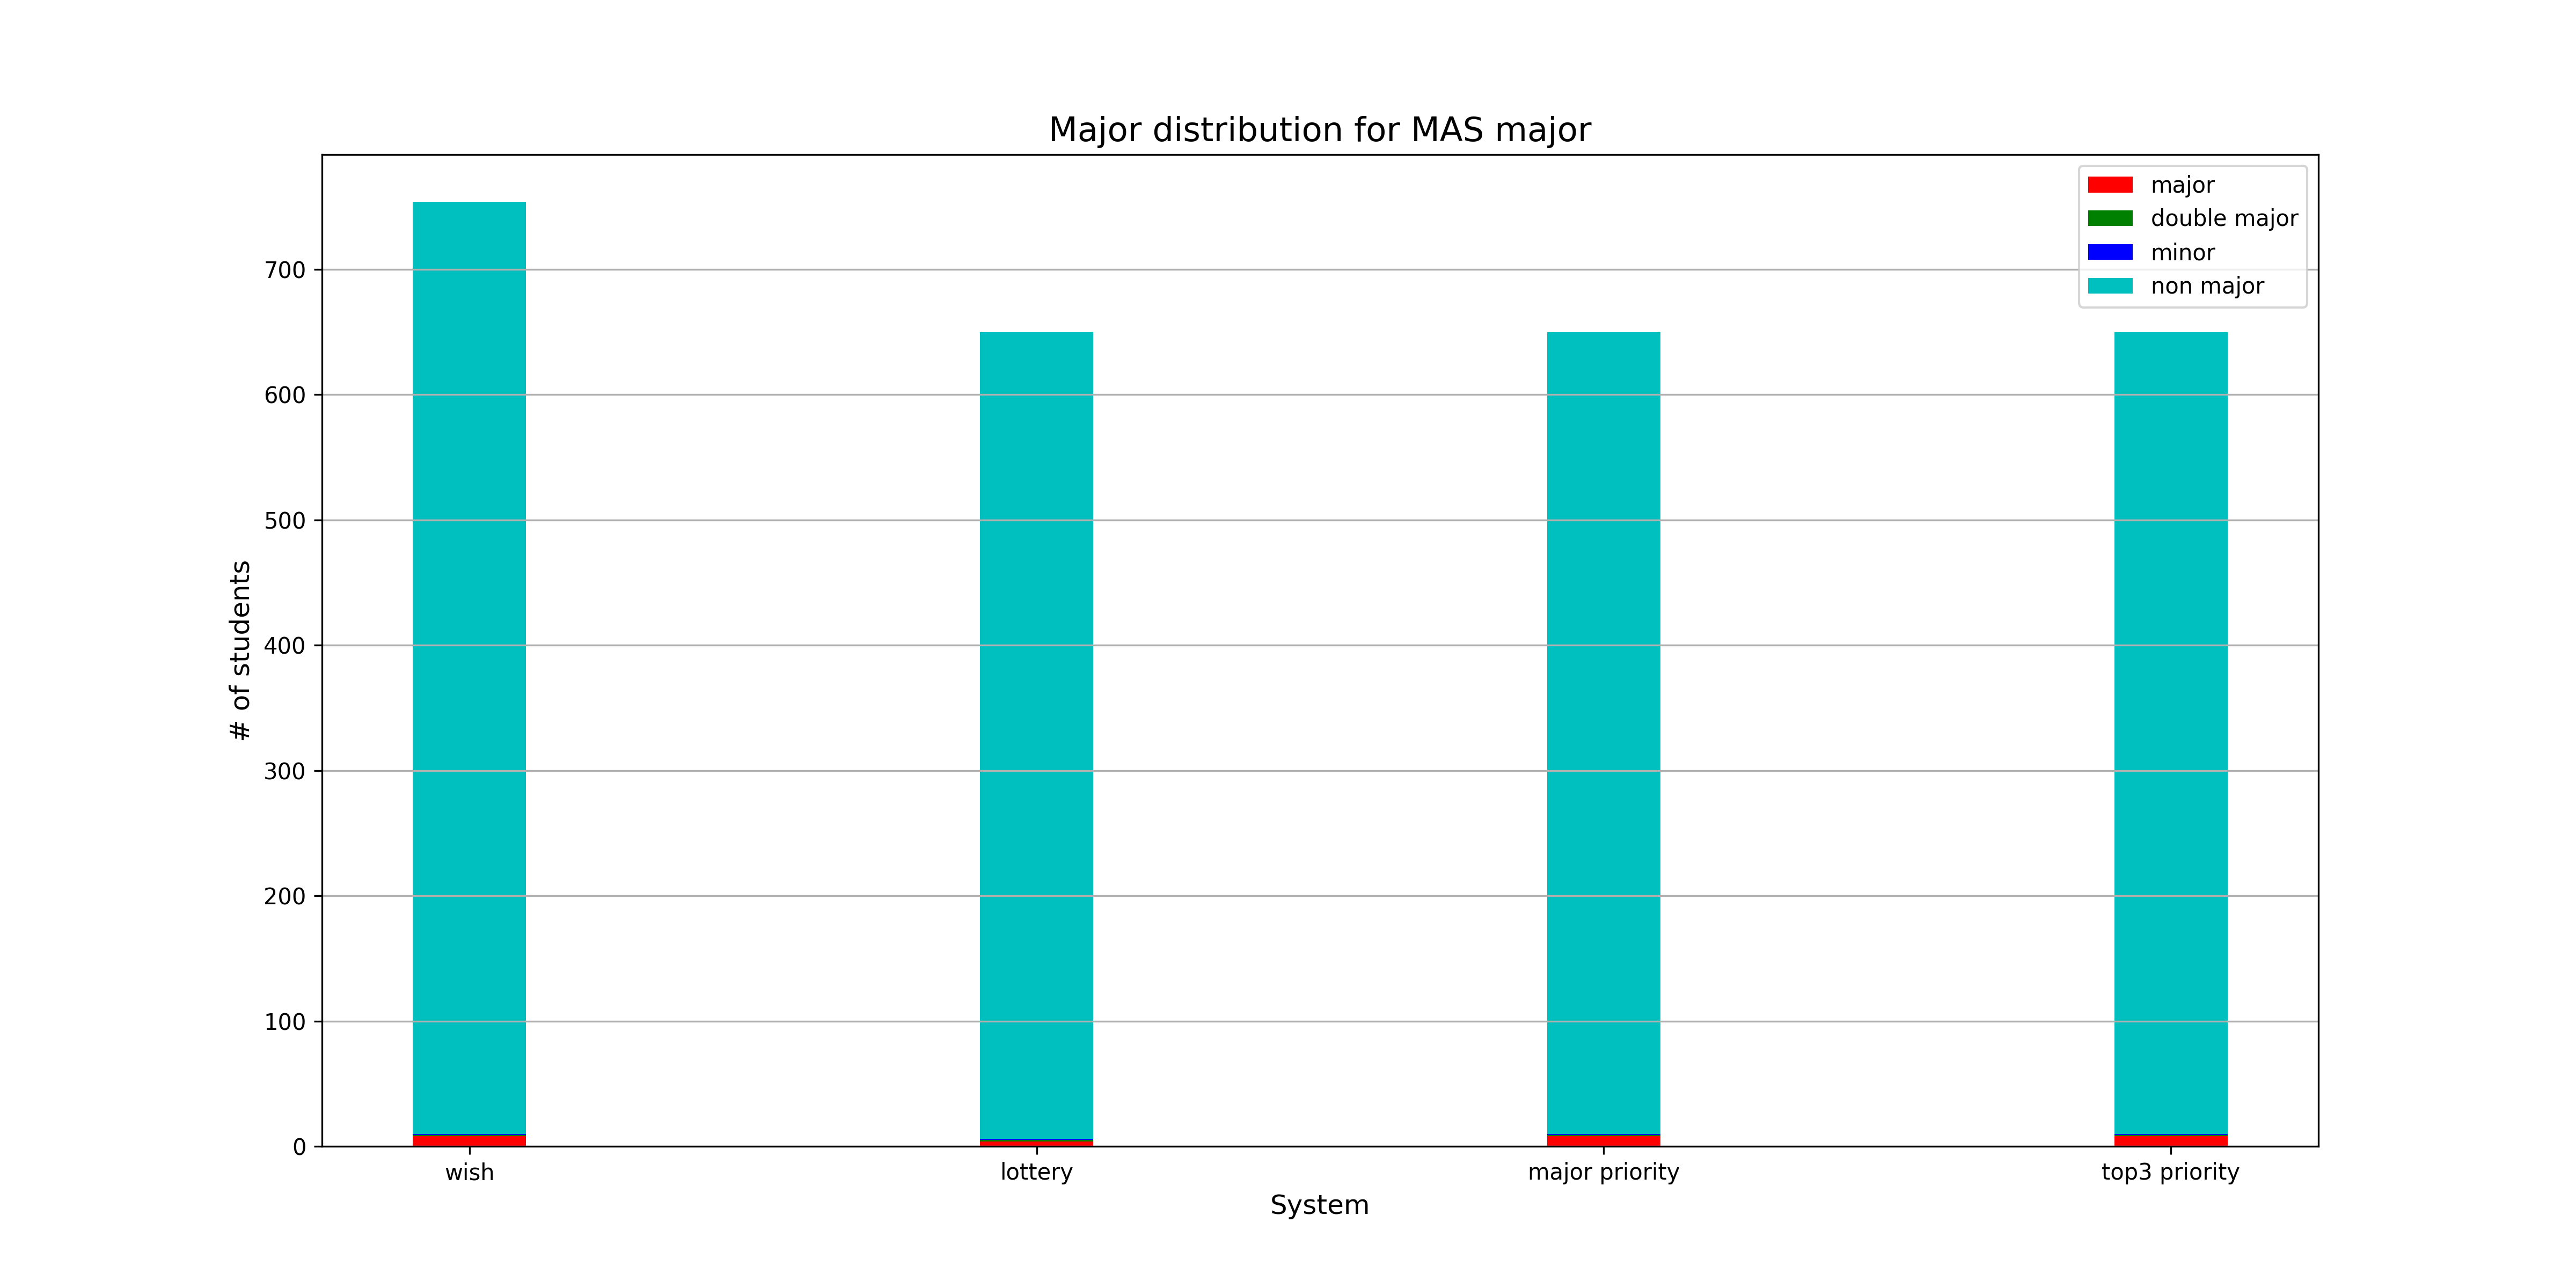 Major distribution for MAS major
major
double major
minor
non major
700
600
500
400
300
200
100
0
# of students
wish
lottery
major priority
top3 priority
System